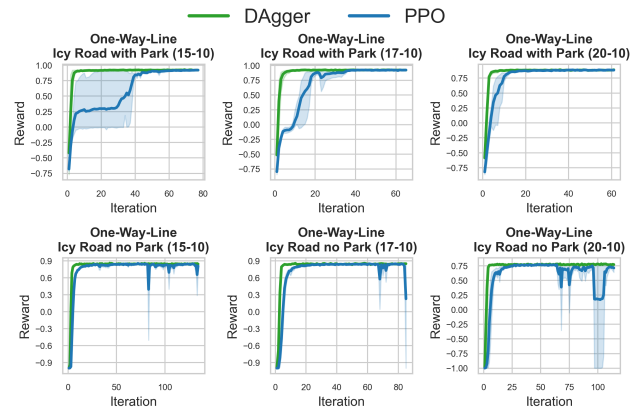 DAgger PPO
One-Way-Line
Icy Road with Park (15-10)
One-Way-Line
Icy Road with Park (17-10)
One-Way-Line
Icy Road with Park (20-10)
Reward
1.00
0.75
0.50
0.25
0.00
−0.25
−0.50
−0.75
0 20 40 60 80
Iteration
Reward
1.00
0.75
0.50
0.25
0.00
−0.25
−0.50
−0.75
0 20 40 60
Iteration
Reward
0.75
0.50
0.25
0.00
−0.25
−0.50
−0.75
0 20 40 60
Iteration
One-Way-Line
Icy Road no Park (15-10)
One-Way-Line
Icy Road no Park (17-10)
One-Way-Line
Icy Road no Park (20-10)
Reward
0.9
0.6
0.3
0.0
−0.3
−0.6
−0.9
0 50 100
Iteration
Reward
0.9
0.6
0.3
0.0
−0.3
−0.6
−0.9
0 20 40 60 80
Iteration
Reward
0.75
0.50
0.25
0.00
−0.25
−0.50
−0.75
−1.00
0 25 50 75 100
Iteration